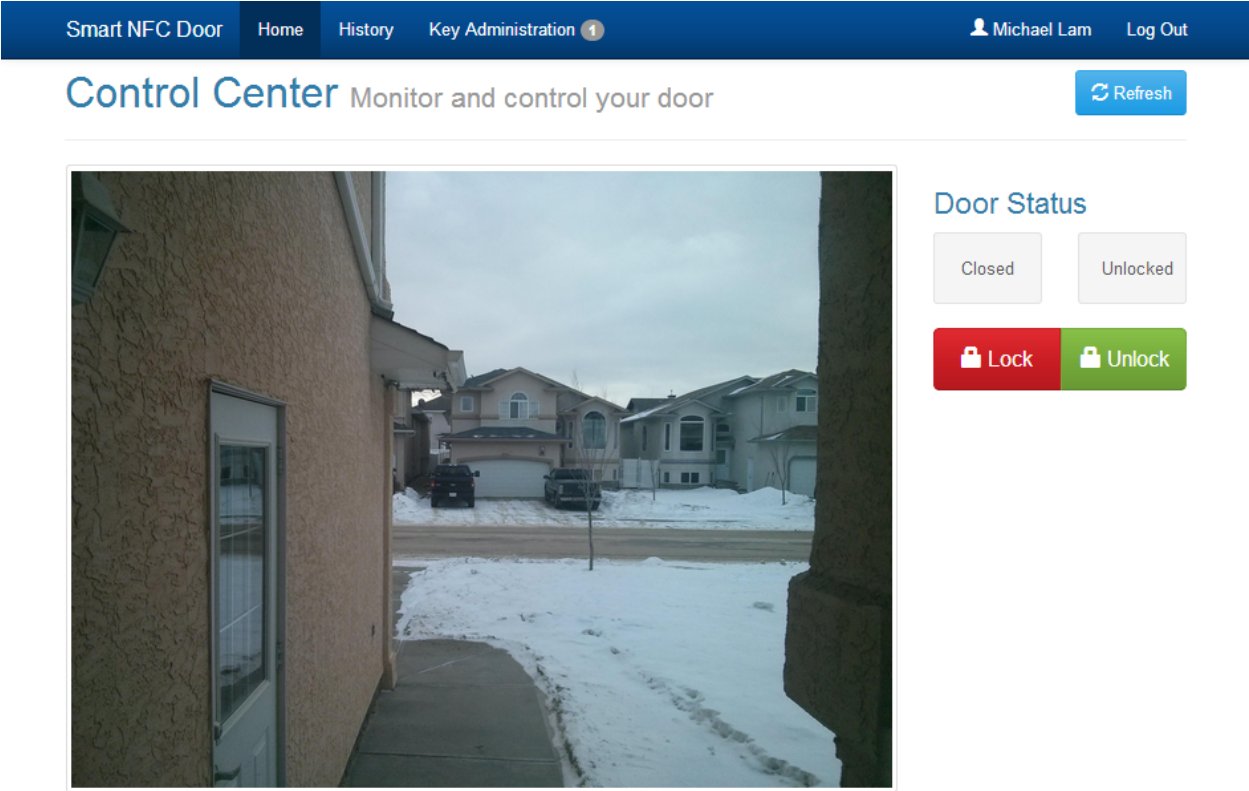 Smart NFC Door Home History Key Administration 1 Michael Lam Log Out
Control Center Monitor and control your door Refresh
Door Status
Closed Unlocked
Lock Unlock